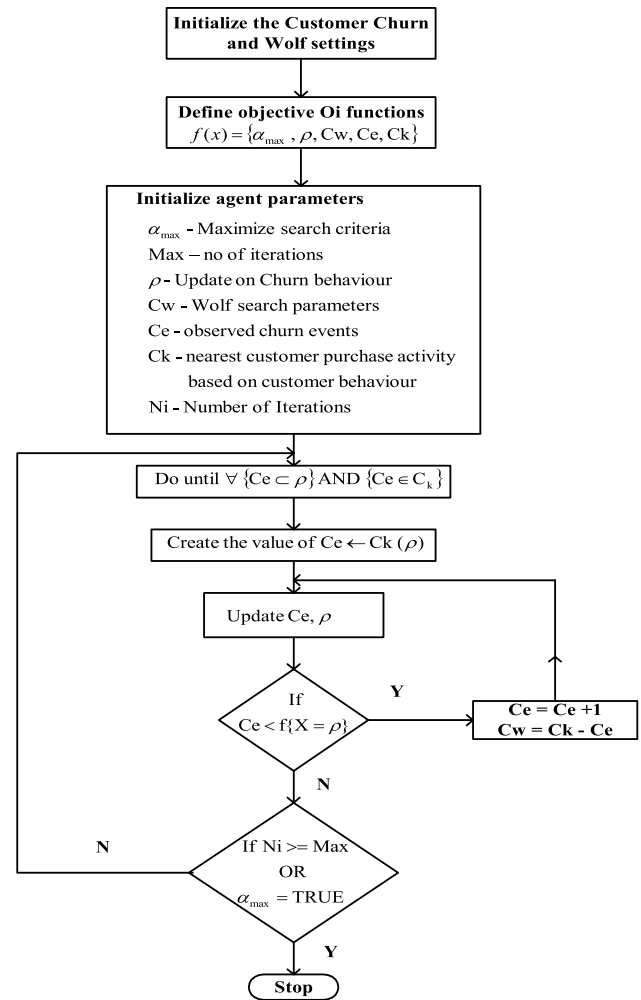 Initialize the Customer Churn
and Wolf settings
Define objective Oi functions
f(x) = {α_max , ρ, Cw, Ce, Ck}
Initialize agent parameters
α_max - Maximize search criteria
Max – no of iterations
ρ - Update on Churn behaviour
Cw - Wolf search parameters
Ce - observed churn events
Ck - nearest customer purchase activity
based on customer behaviour
Ni - Number of Iterations
Do until ∀ {Ce ⊂ ρ} AND {Ce ∈ C_k}
Create the value of Ce ← Ck (ρ)
Update Ce, ρ
If
Ce < f{X = ρ}
Y
Ce = Ce +1
Cw = Ck - Ce
N
If Ni >= Max
OR
α_max = TRUE
N
Y
Stop